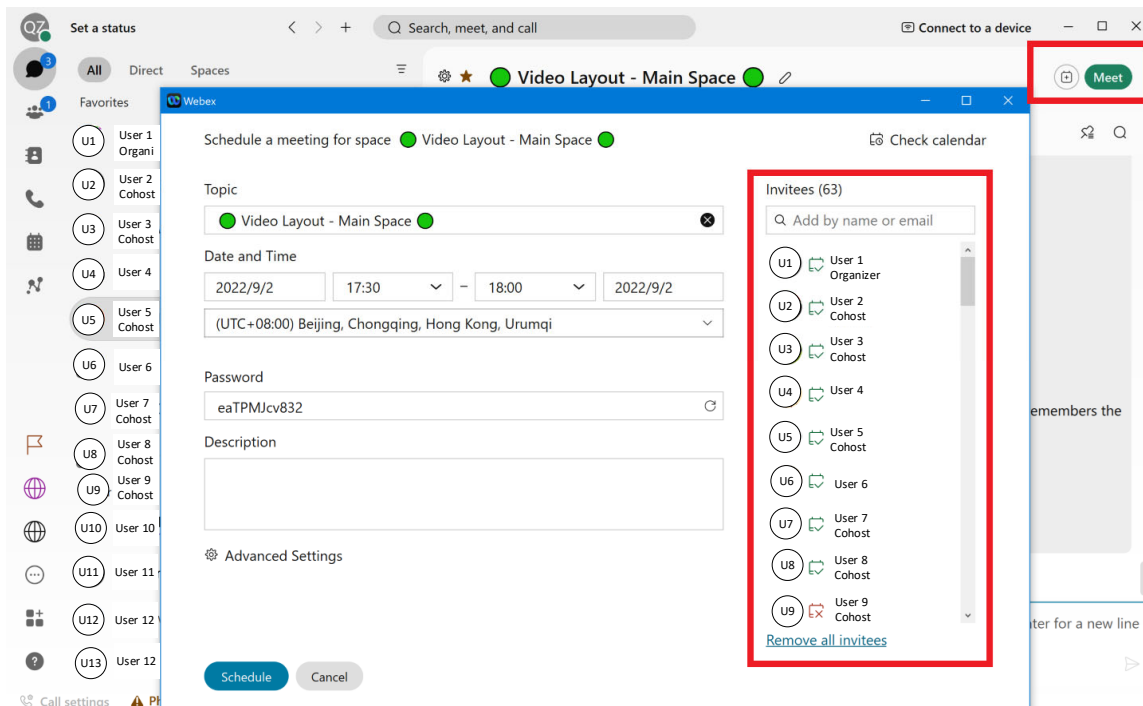 QZ
Set a status
Search, meet, and call
Connect to a device
3
All Direct Spaces
Video Layout - Main Space
Meet
1
Favorites
Webex
U1 User 1
Organi
U2 User 2
Cohost
U3 User 3
Cohost
U4 User 4
U5 User 5
Cohost
U6 User 6
U7 User 7
Cohost
U8 User 8
Cohost
U9 User 9
Cohost
U10 User 10
U11 User 11
U12 User 12
U13 User 12
Call settings
Schedule a meeting for space Video Layout - Main Space
Check calendar
Topic
Video Layout - Main Space
Date and Time
2022/9/2 17:30 – 18:00 2022/9/2
(UTC+08:00) Beijing, Chongqing, Hong Kong, Urumqi
Password
eaTPMJcv832
Description
Advanced Settings
Schedule Cancel
Invitees (63)
Add by name or email
U1 User 1
Organizer
U2 User 2
Cohost
U3 User 3
Cohost
U4 User 4
U5 User 5
Cohost
U6 User 6
U7 User 7
Cohost
U8 User 8
Cohost
U9 User 9
Cohost
Remove all invitees
emembers the
for a new line